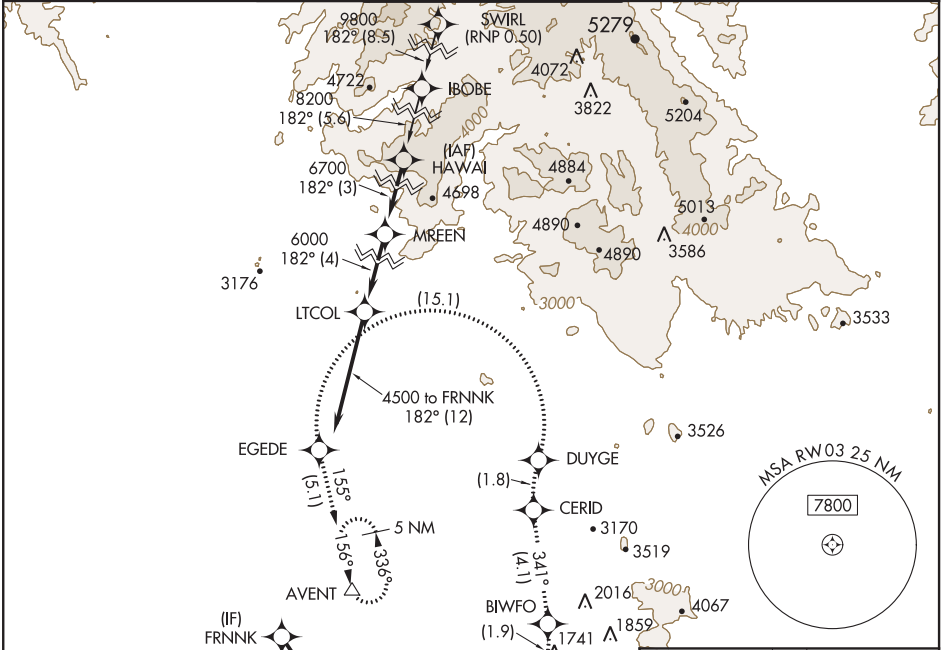 9800
182° (8.5)
SWIRL
(RNP 0.50)
5279
4072
3822
4722
IBOBE
8200
182° (5.6)
4000
5204
(IAF)
HAWAI
6700
182° (3)
4698
4884
5013
4000
4890
4890
3586
MREEN
6000
182° (4)
3176
3000
LTCOL
(15.1)
3533
4500 to FRNNK
182° (12)
3526
EGEDE
DUYGE
MSA RW03 25 NM
7800
155°
(5.1)
(1.8)
CERID
5 NM
3170
3519
156°
336°
341°
(4.1)
AVENT
3000
2016
4067
BIWFO
(IF)
FRNNK
(1.9)
1741
1859